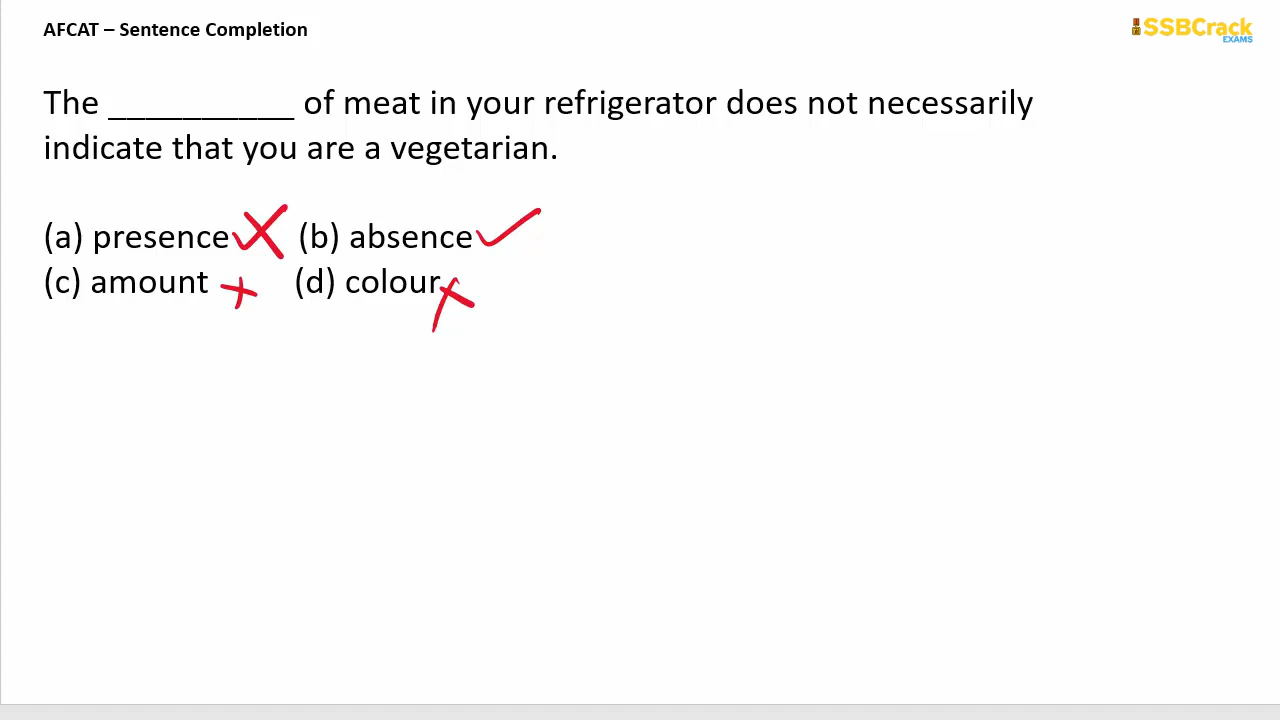 AFCAT – Sentence Completion
SSBCrack
EXAMS
The __________ of meat in your refrigerator does not necessarily
indicate that you are a vegetarian.
(a) presence (b) absence
(c) amount (d) colour